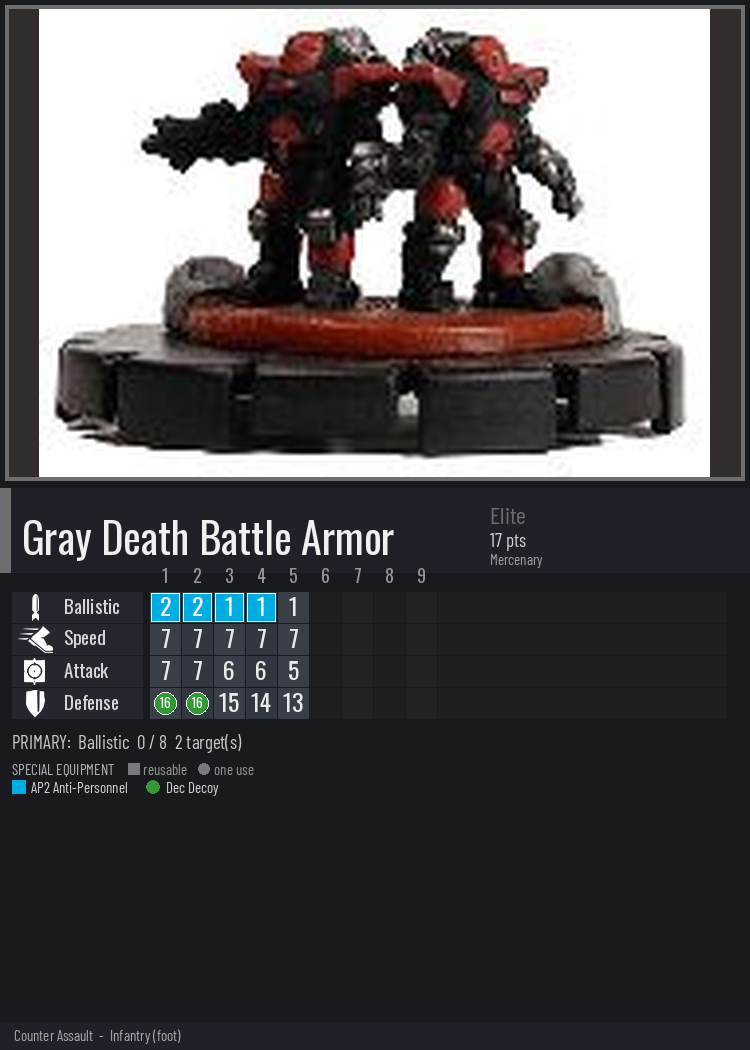 Gray Death Battle Armor
Elite
17 pts
Mercenary
1 2 3 4 5 6 7 8 9
Ballistic 2 2 1 1 1
Speed 7 7 7 7 7
Attack 7 7 6 6 5
Defense 16 16 15 14 13
PRIMARY: Ballistic 0 / 8 2 target(s)
SPECIAL EQUIPMENT reusable one use
AP2 Anti-Personnel Dec Decoy
Counter Assault - Infantry (foot)